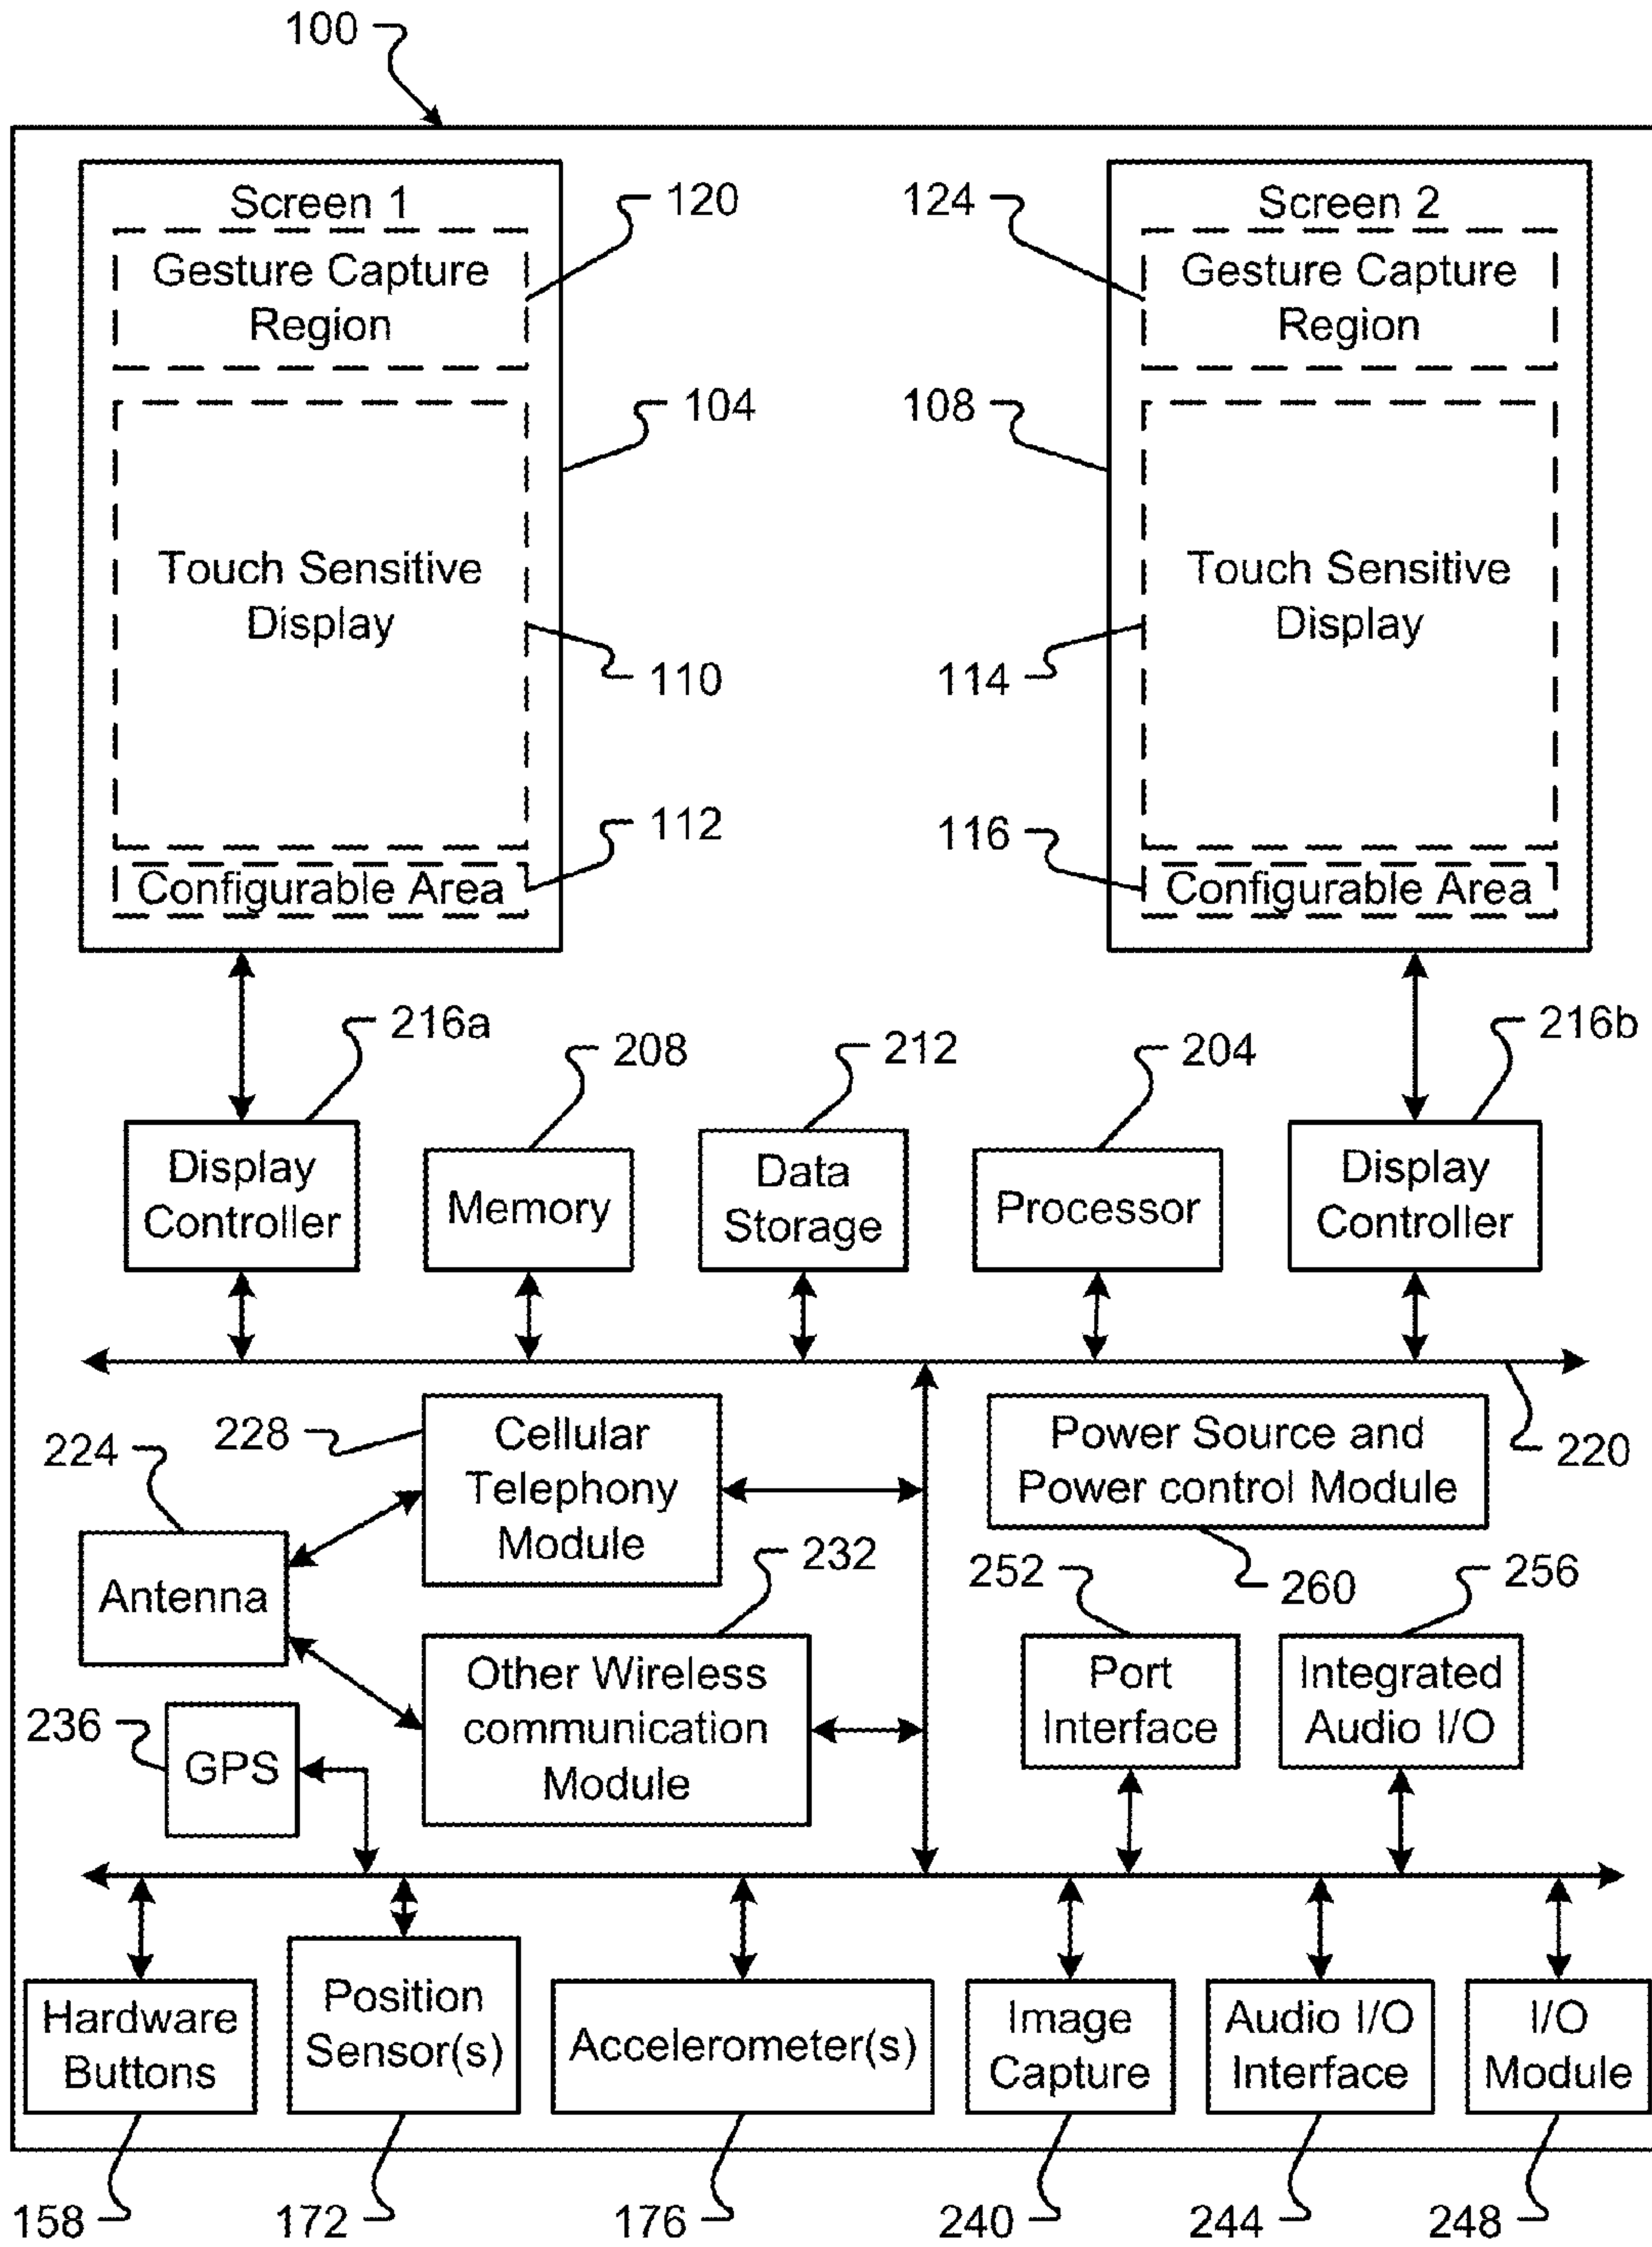 100
Screen 1
Gesture Capture
Region
120
124
Screen 2
Gesture Capture
Region
104
108
Touch Sensitive
Display
Touch Sensitive
Display
110
114
112
116
Configurable Area
Configurable Area
216a
208
212
204
216b
Display
Controller
Memory
Data
Storage
Processor
Display
Controller
224
228
Cellular
Telephony
Module
Power Source and
Power control Module
220
Antenna
232
252
260
256
236
GPS
Other Wireless
communication
Module
Port
Interface
Integrated
Audio I/O
Hardware
Buttons
Position
Sensor(s)
Accelerometer(s)
Image
Capture
Audio I/O
Interface
I/O
Module
158
172
176
240
244
248